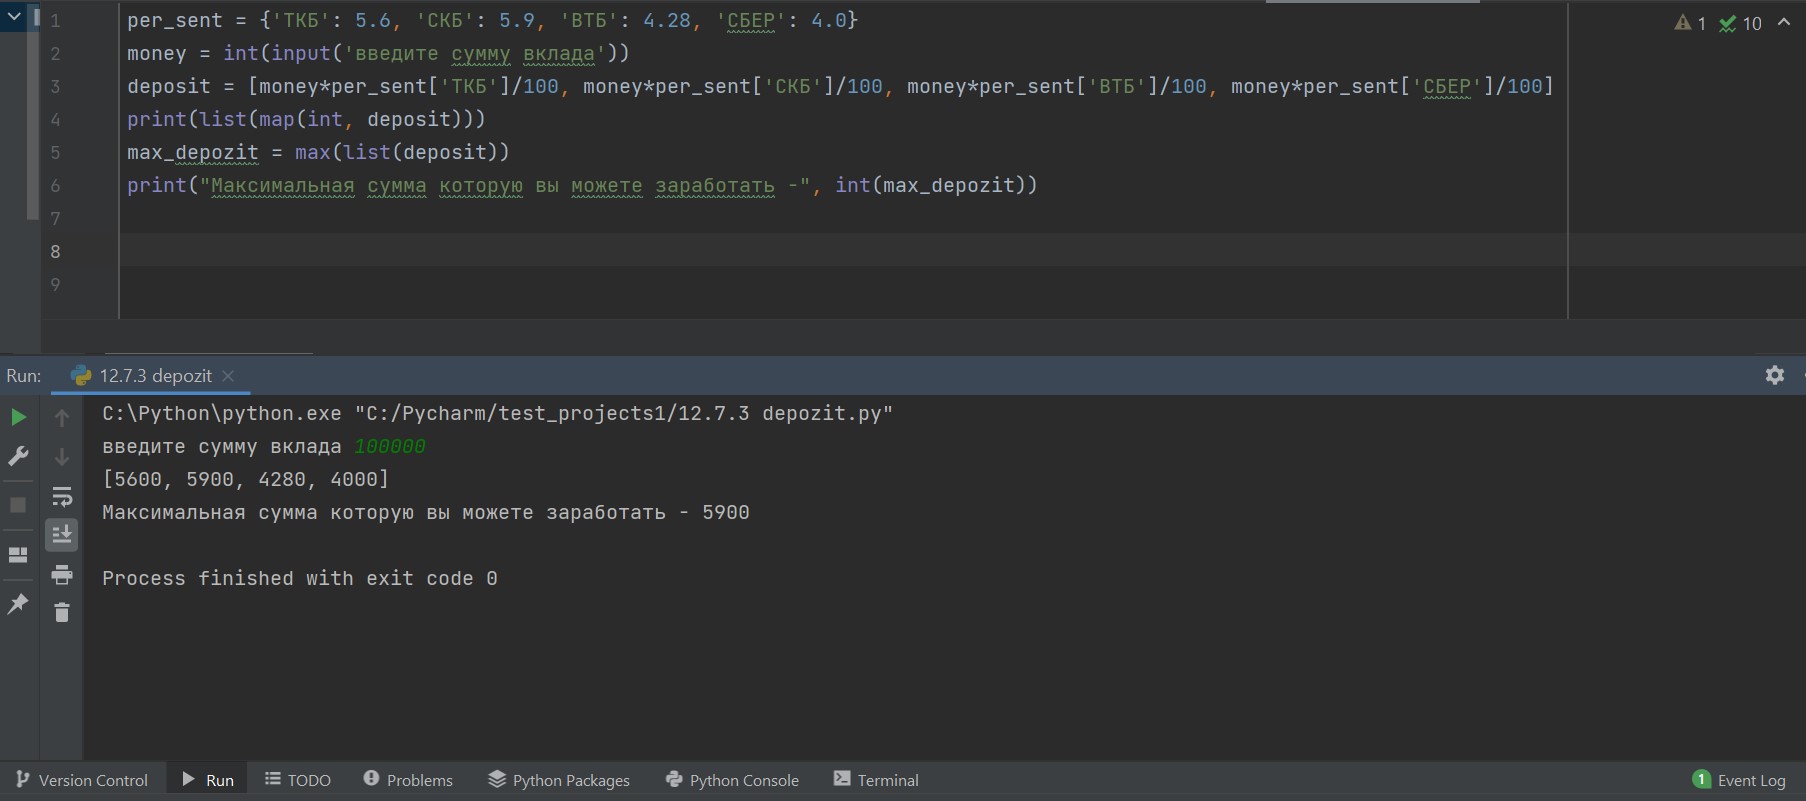 1 per_sent = {'ТКБ': 5.6, 'СКБ': 5.9, 'ВТБ': 4.28, 'СБЕР': 4.0}
2 money = int(input('введите сумму вклада'))
3 deposit = [money*per_sent['ТКБ']/100, money*per_sent['СКБ']/100, money*per_sent['ВТБ']/100, money*per_sent['СБЕР']/100]
4 print(list(map(int, deposit)))
5 max_depozit = max(list(deposit))
6 print("Максимальная сумма которую вы можете заработать -", int(max_depozit))
7
8
9
1 10
Run: 12.7.3 depozit
C:\Python\python.exe "C:/Pycharm/test_projects1/12.7.3 depozit.py"
введите сумму вклада 100000
[5600, 5900, 4280, 4000]
Максимальная сумма которую вы можете заработать - 5900
Process finished with exit code 0
Version Control Run TODO Problems Python Packages Python Console Terminal 1 Event Log